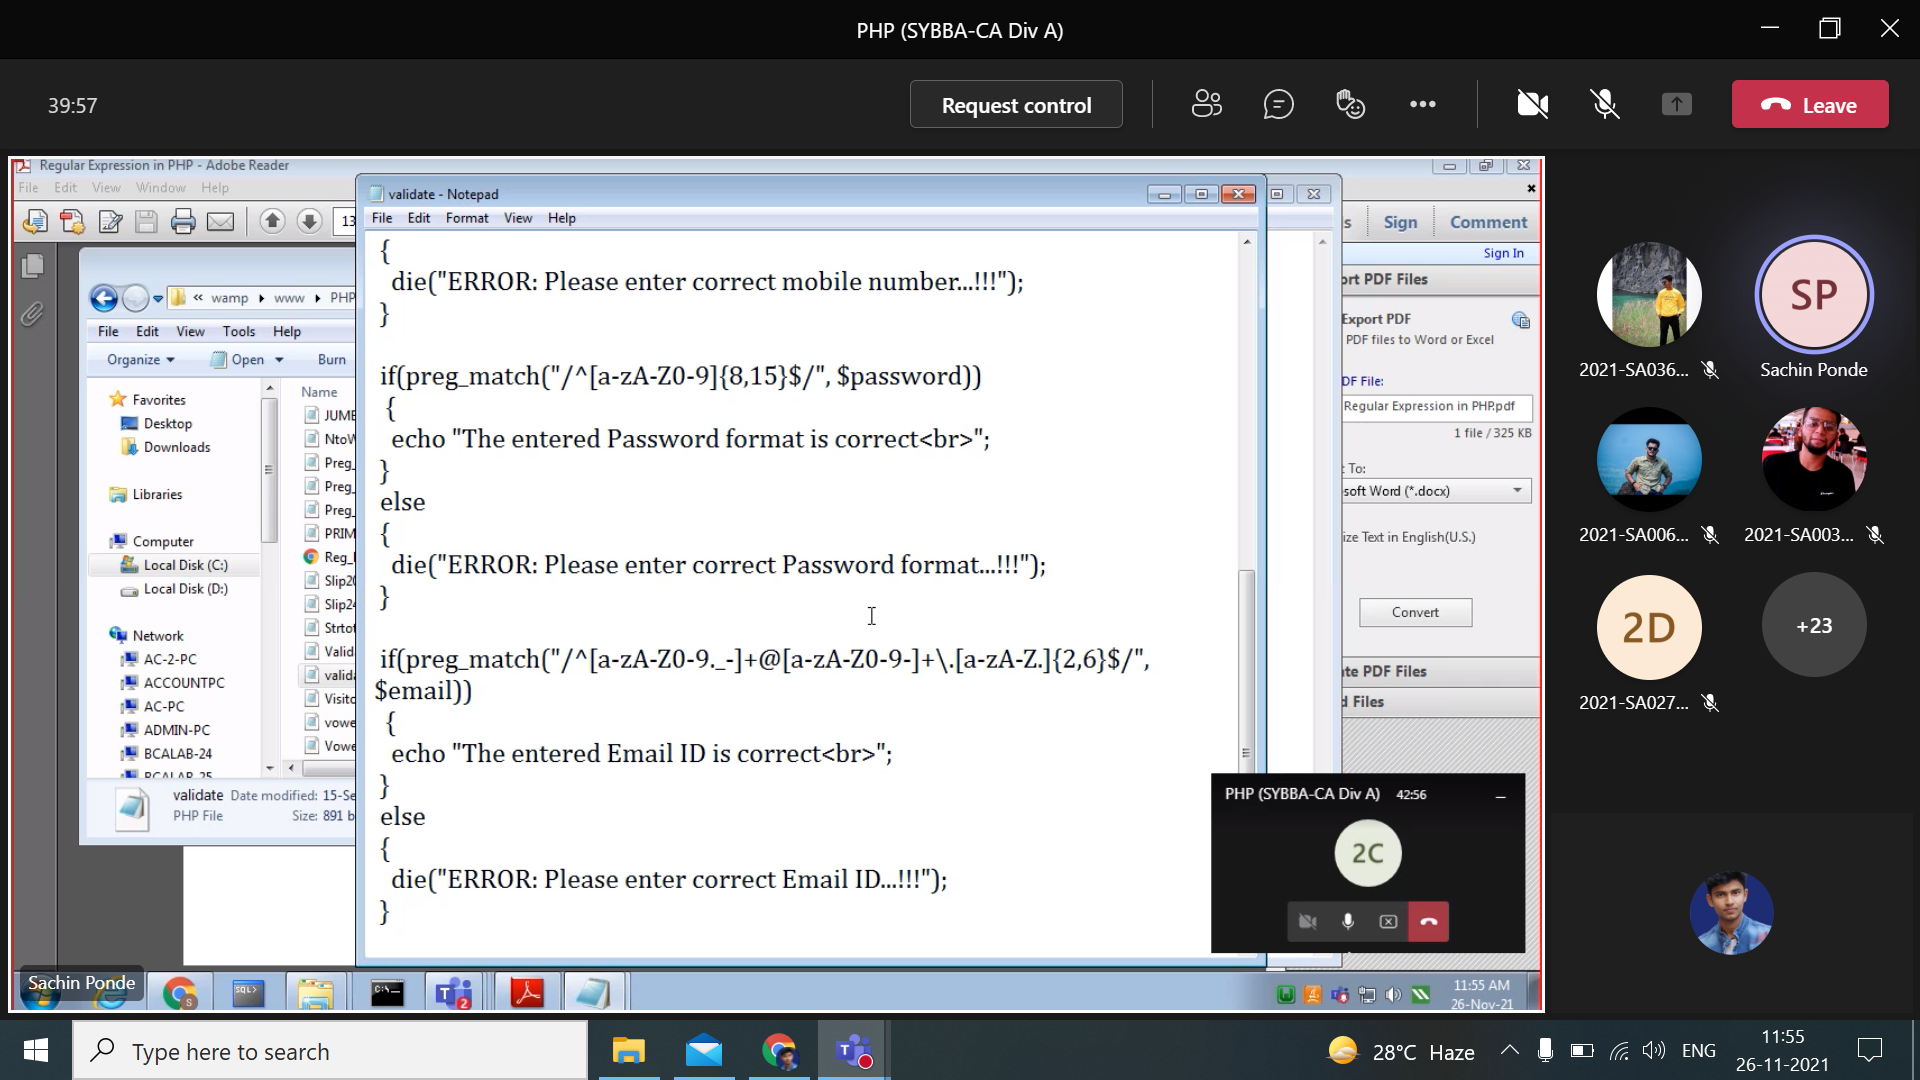 PHP (SYBBA-CA Div A)
39:57
Request control
Leave
Regular Expression in PHP - Adobe Reader
File Edit View Window Help
validate - Notepad
File Edit Format View Help
13
Sign
Comment
Sign In
{
die("ERROR: Please enter correct mobile number...!!!");
}
if(preg_match("/^[a-zA-Z0-9]{8,15}$/", $password))
{
echo "The entered Password format is correct<br>";
}
else
{
die("ERROR: Please enter correct Password format...!!!");
}
if(preg_match("/^[a-zA-Z0-9._-]+@[a-zA-Z0-9-]+\.[a-zA-Z.]{2,6}$/",
$email))
{
echo "The entered Email ID is correct<br>";
}
else
{
die("ERROR: Please enter correct Email ID...!!!");
}
« wamp ▸ www ▸ PHP
File Edit View Tools Help
Organize Open Burn
Favorites
Desktop
Downloads
Libraries
Computer
Local Disk (C:)
Local Disk (D:)
Network
AC-2-PC
ACCOUNTPC
AC-PC
ADMIN-PC
BCALAB-24
BCALAB-25
Name
JUME
NtoW
Preg_
Preg_
Preg_
PRIM
Reg_
Slip20
Slip24
Strtot
Valid
valid
Visito
vowe
Vowe
validate Date modified: 15-Se
PHP File Size: 891 b
ort PDF Files
Export PDF
PDF files to Word or Excel
DF File:
Regular Expression in PHP.pdf
1 file / 325 KB
t To:
soft Word (*.docx)
ize Text in English(U.S.)
Convert
te PDF Files
d Files
PHP (SYBBA-CA Div A) 42:56
2C
2021-SA036...
SP
Sachin Ponde
2021-SA006...
2021-SA003...
2D
2021-SA027...
+23
Sachin Ponde
SQL>
C:\
2
11:55 AM
26-Nov-21
Type here to search
28°C Haze
ENG
11:55
26-11-2021